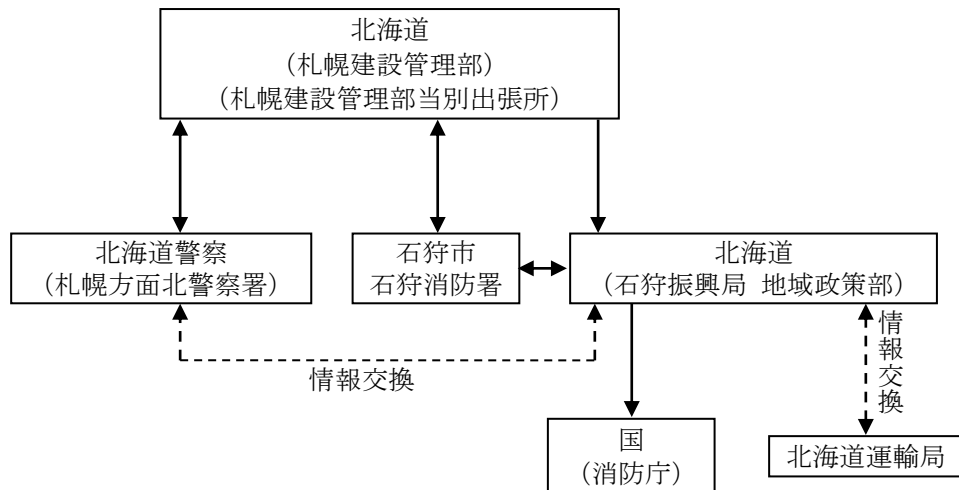 北海道
（札幌建設管理部）
（札幌建設管理部当別出張所）
北海道警察
（札幌方面北警察署）
石狩市
石狩消防署
北海道
（石狩振興局 地域政策部）
情報交換
情報交換
国
（消防庁）
北海道運輸局